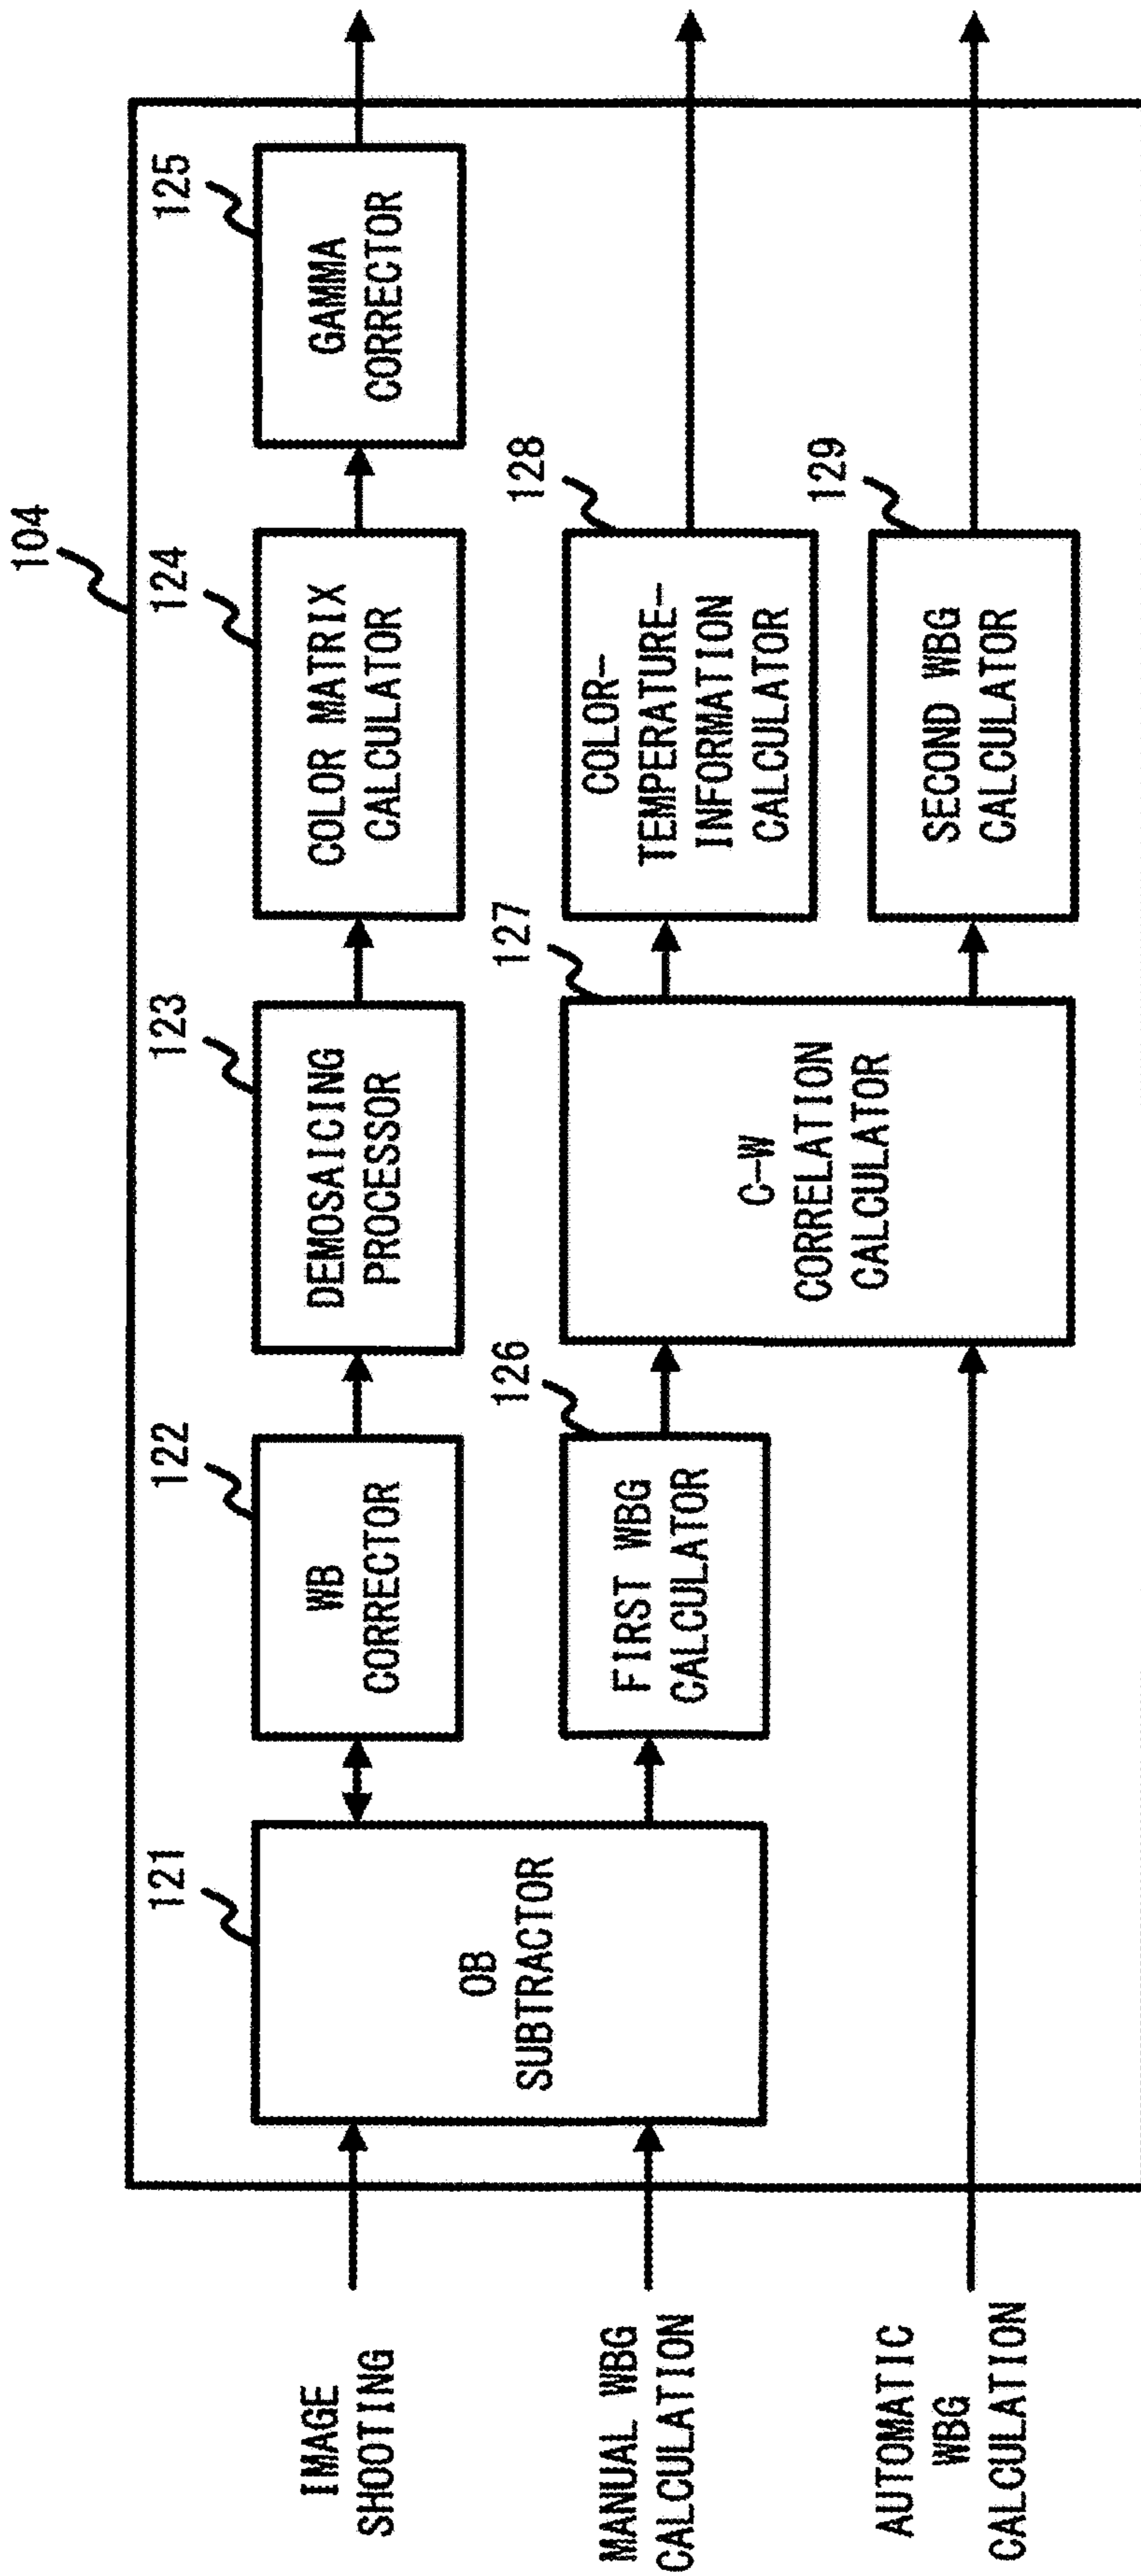 104
IMAGE
SHOOTING
MANUAL WBG
CALCULATION
AUTOMATIC
WBG
CALCULATION
121
OB
SUBTRACTOR
122
WB
CORRECTOR
123
DEMOSAICING
PROCESSOR
124
COLOR MATRIX
CALCULATOR
125
GAMMA
CORRECTOR
126
FIRST WBG
CALCULATOR
127
C-W
CORRELATION
CALCULATOR
128
COLOR-
TEMPERATURE-
INFORMATION
CALCULATOR
129
SECOND WBG
CALCULATOR